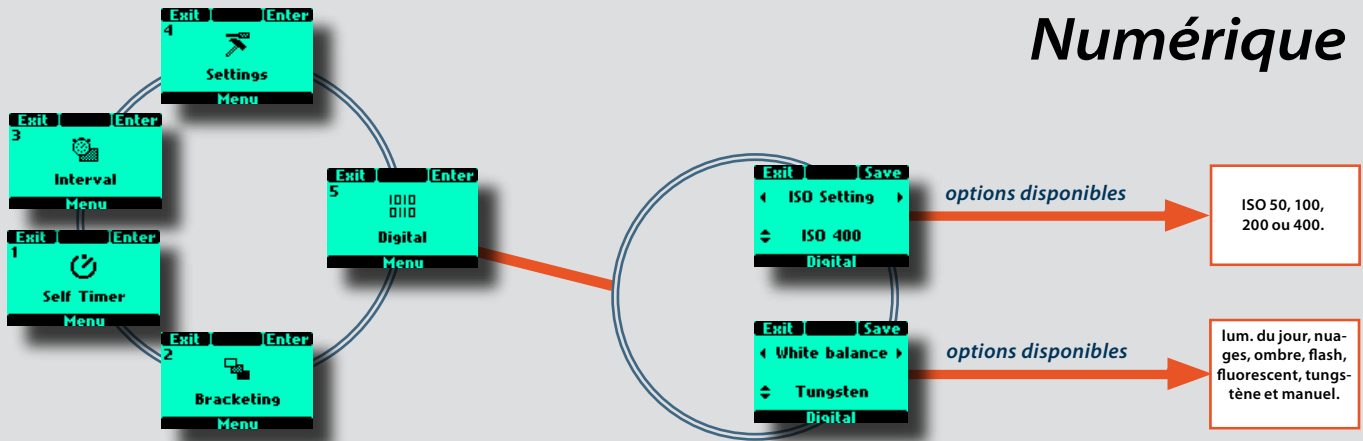 Numérique
Exit Enter
4
Settings
Menu
Exit Enter
3
Interval
Menu
Exit Enter
5
1010
0110
Digital
Menu
Exit Enter
1
Self Timer
Menu
Exit Enter
2
Bracketing
Menu
Exit Save
ISO Setting
ISO 400
Digital
options disponibles
ISO 50, 100,
200 ou 400.
Exit Save
White balance
Tungsten
Digital
options disponibles
lum. du jour, nua-
ges, ombre, flash,
fluorescent, tungs-
tène et manuel.